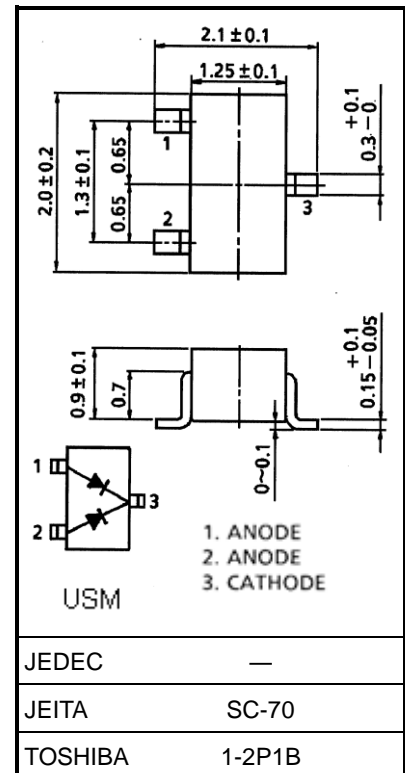 2.1±0.1
1.25±0.1
+0.1
0.3 −0
2.0±0.2
1.3±0.1
0.65
0.65
1
2
3
0.9±0.1
0.7
+0.1
0.15−0.05
0~0.1
1
2
3
1. ANODE
2. ANODE
3. CATHODE
USM
JEDEC —
JEITA SC-70
TOSHIBA 1-2P1B